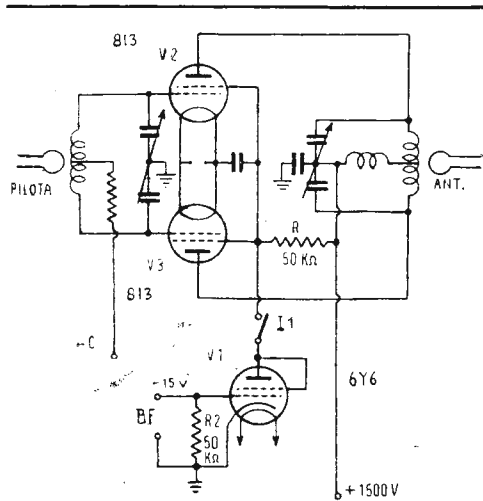 813
V2
PILOTA
ANT.
R
50 KΩ
V3
813
I1
-C
V1
6Y6
-15 V
BF
R2
50
KΩ
+1500 V